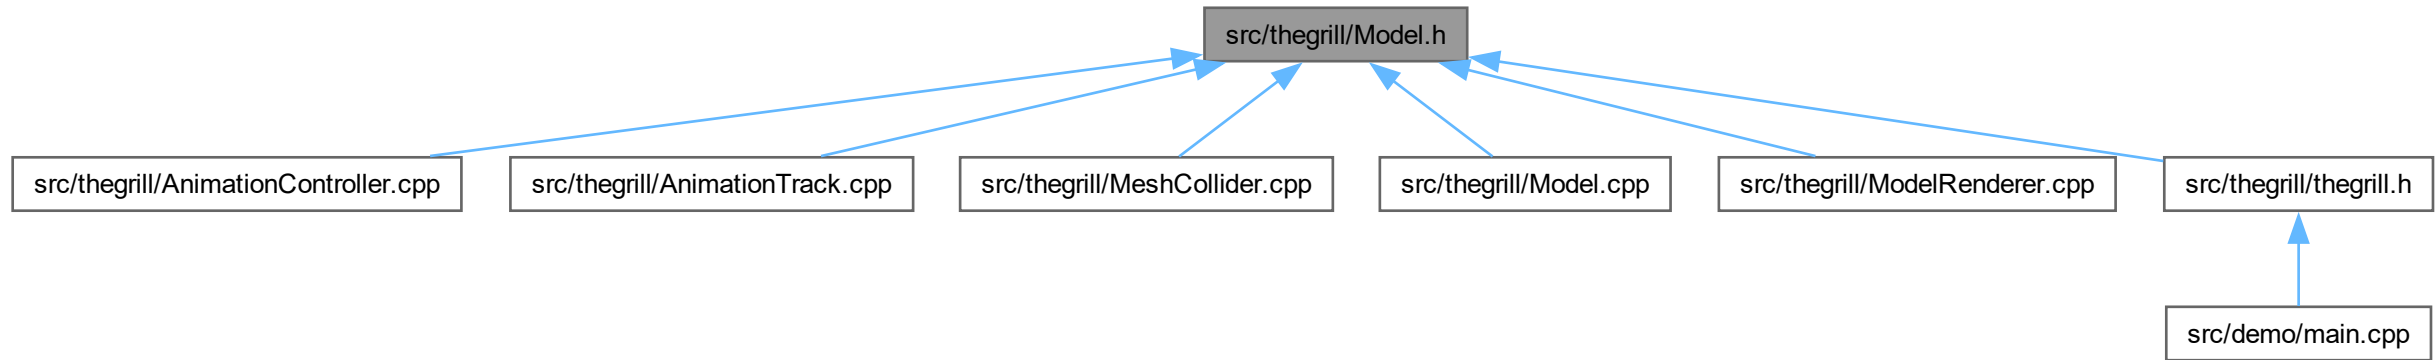 src/thegrill/Model.h
src/thegrill/AnimationController.cpp
src/thegrill/AnimationTrack.cpp
src/thegrill/MeshCollider.cpp
src/thegrill/Model.cpp
src/thegrill/ModelRenderer.cpp
src/thegrill/thegrill.h
src/demo/main.cpp